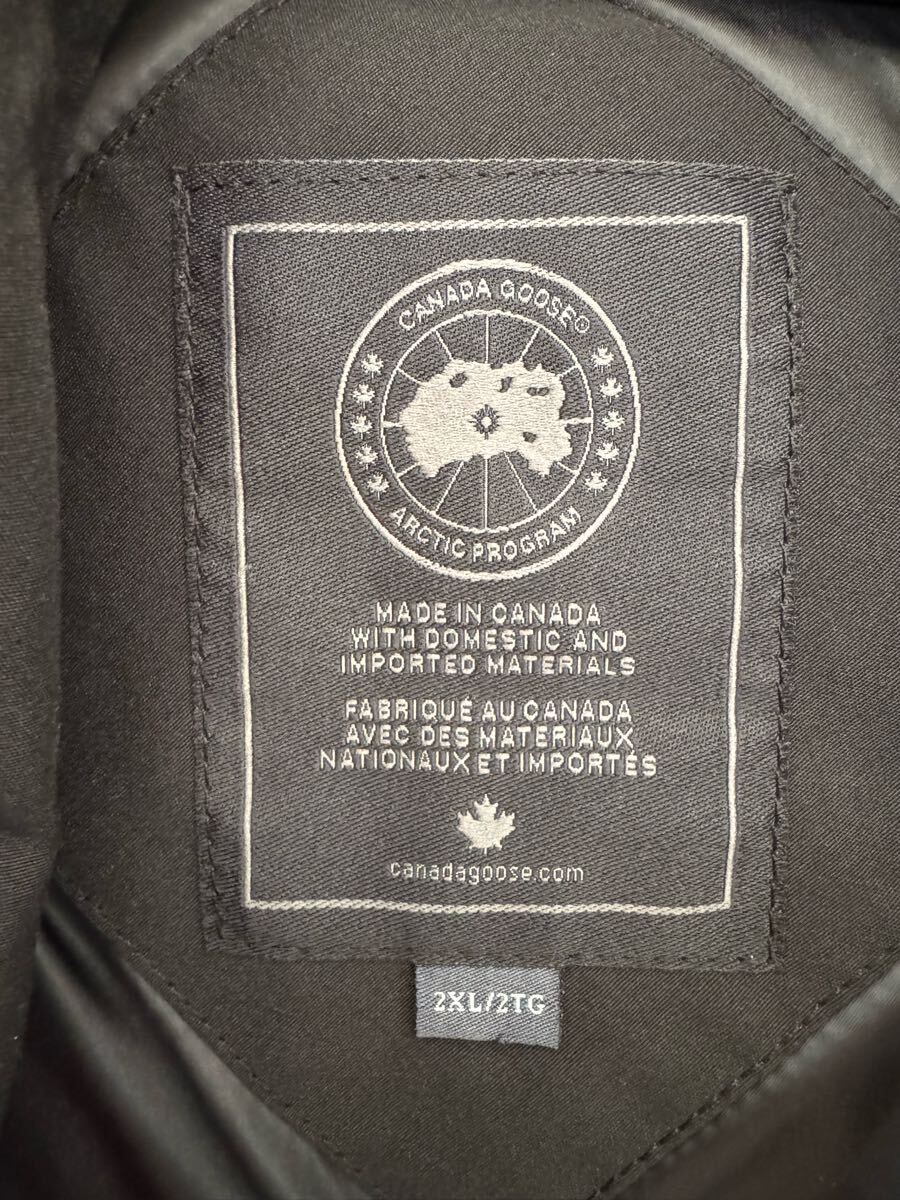 CANADA GOOSE®
ARCTIC PROGRAM
MADE IN CANADA
WITH DOMESTIC AND
IMPORTED MATERIALS
FABRIQUÉ AU CANADA
AVEC DES MATERIAUX
NATIONAUX ET IMPORTÉS
canadagoose.com
2XL/2TG